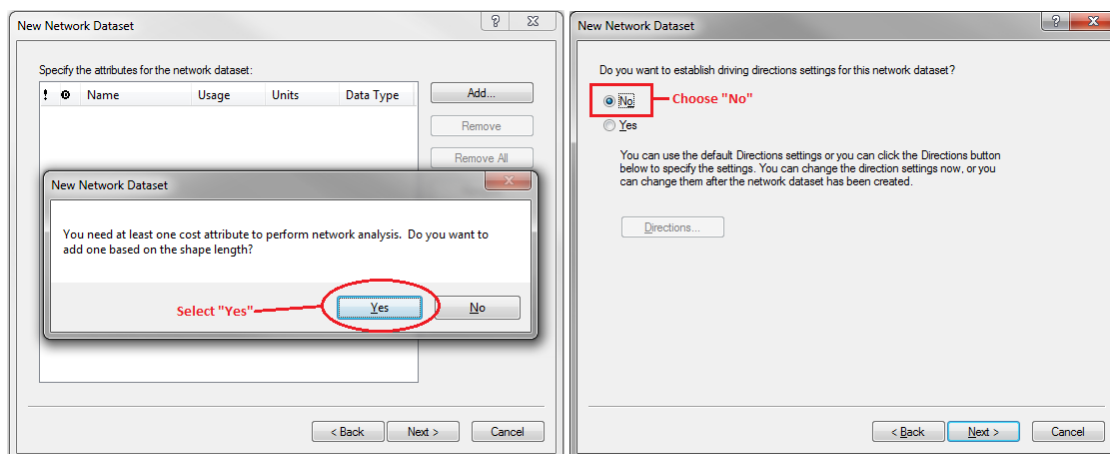 New Network Dataset
Specify the attributes for the network dataset:
! Name Usage Units Data Type
Add...
Remove
Remove All
New Network Dataset
You need at least one cost attribute to perform network analysis. Do you want to
add one based on the shape length?
Select "Yes"
Yes No
< Back Next > Cancel
New Network Dataset
Do you want to establish driving directions settings for this network dataset?
No Choose "No"
Yes
You can use the default Directions settings or you can click the Directions button
below to specify the settings. You can change the direction settings now, or you
can change them after the network dataset has been created.
Directions...
< Back Next > Cancel